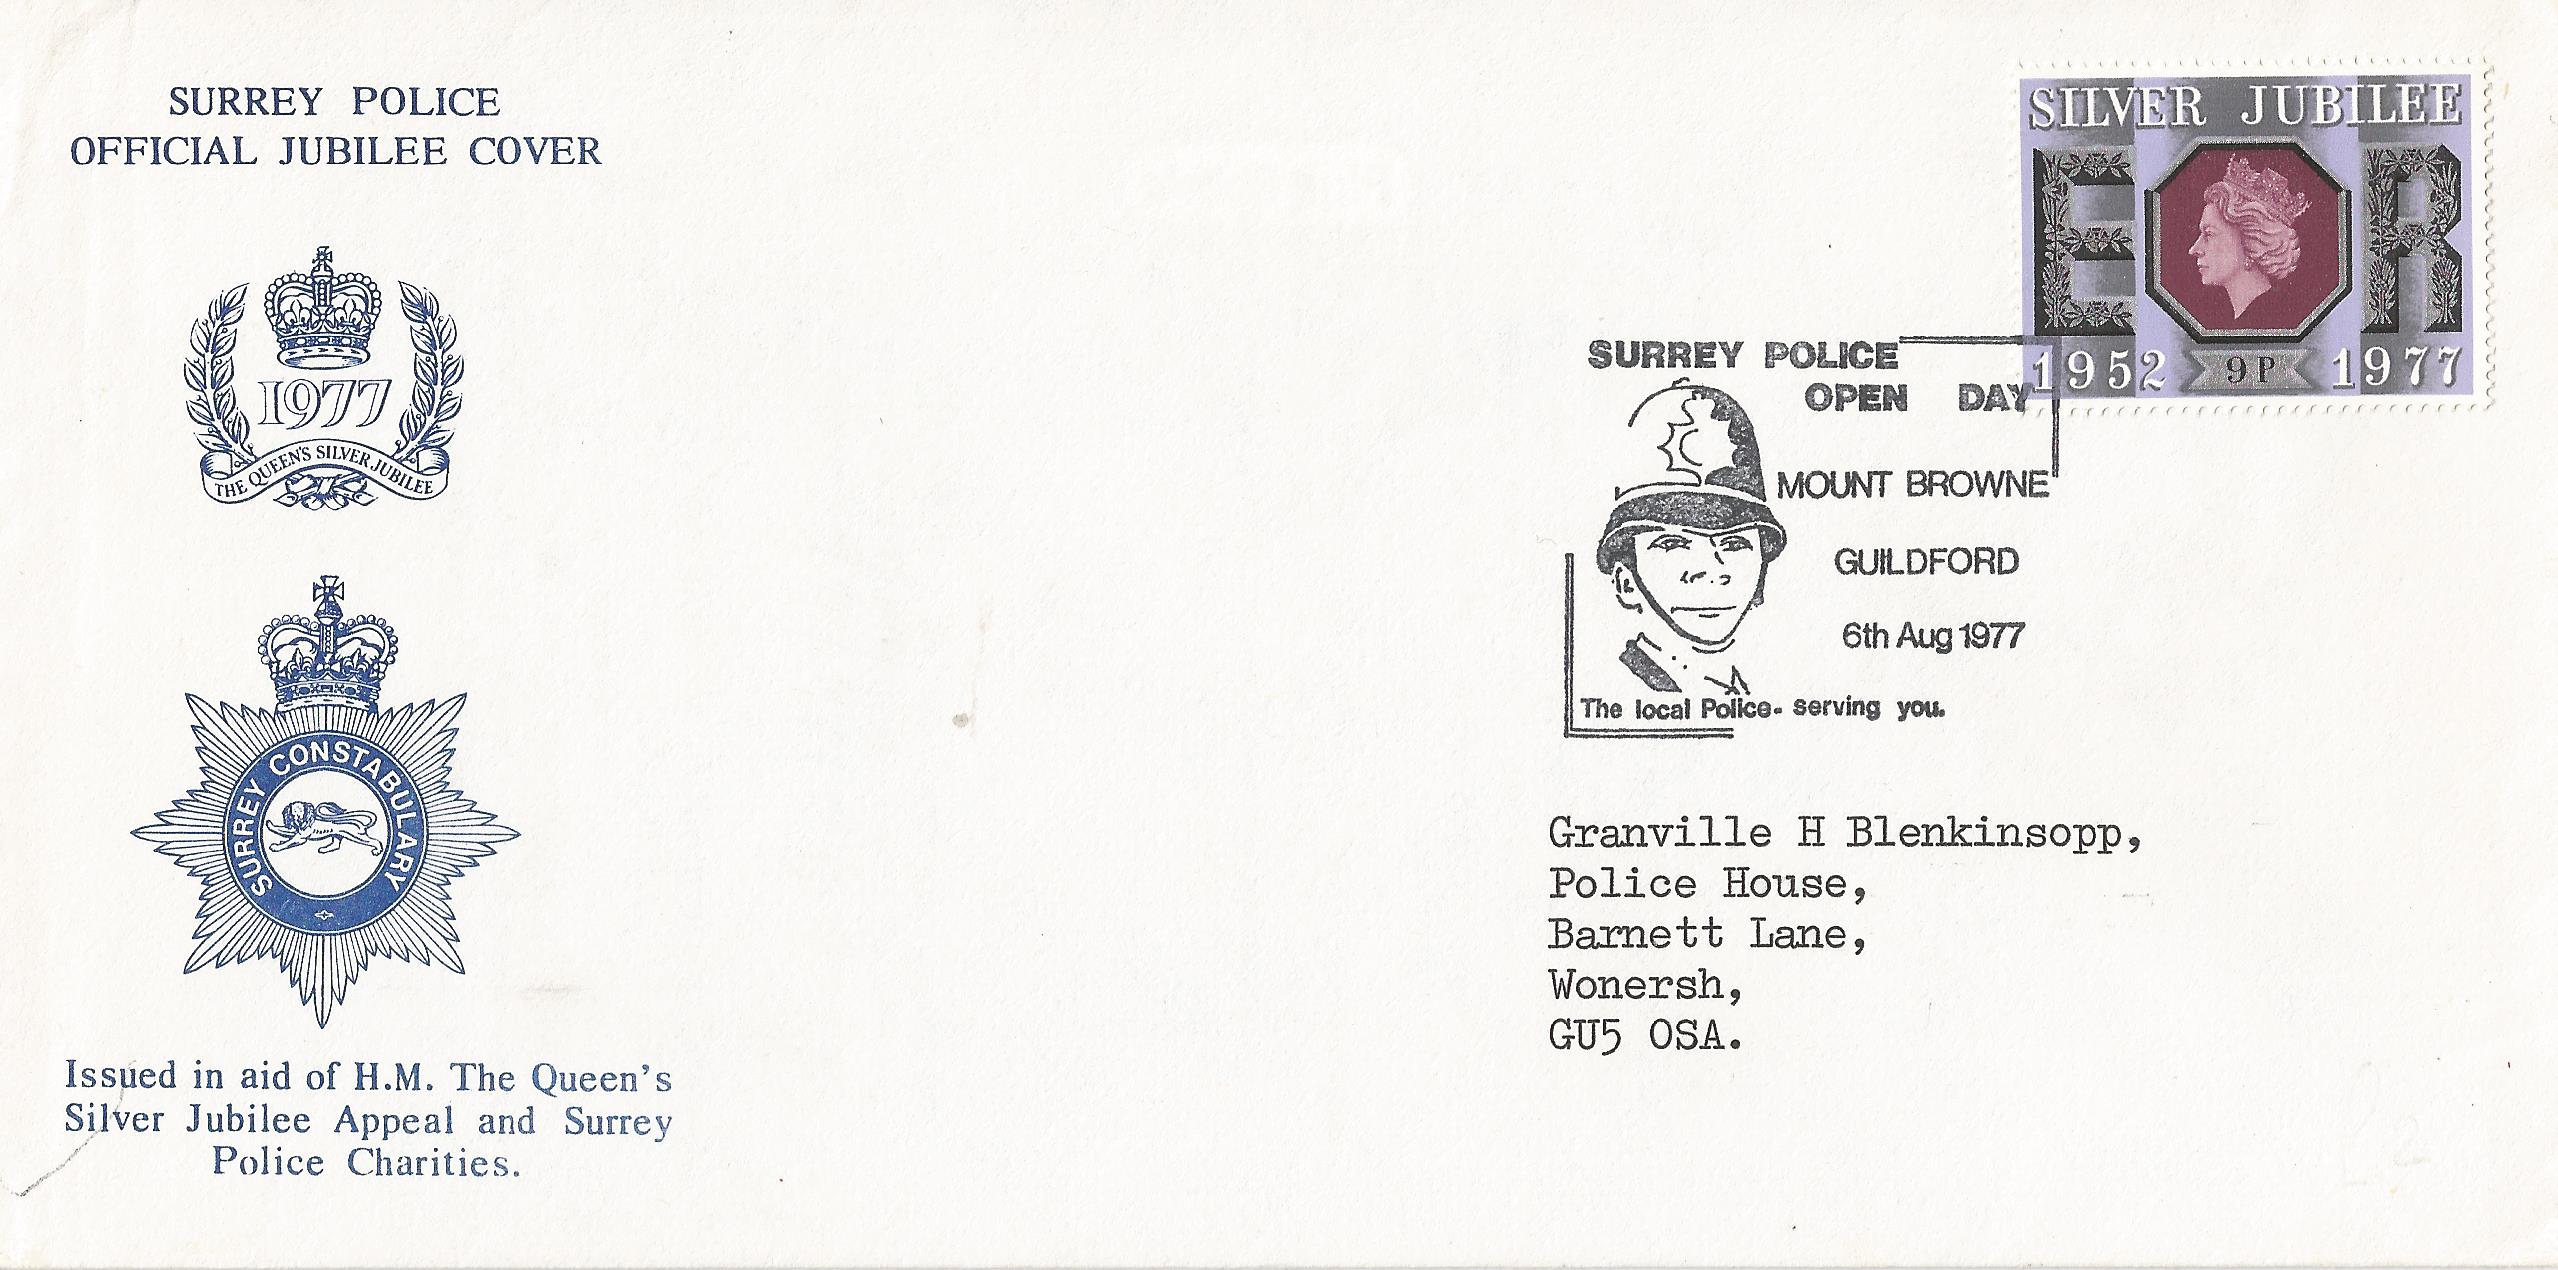 SURREY POLICE
OFFICIAL JUBILEE COVER
1977
THE QUEEN'S SILVER JUBILEE
SURREY CONSTABULARY
Issued in aid of H.M. The Queen's
Silver Jubilee Appeal and Surrey
Police Charities.
SILVER JUBILEE
E R
1952 9P 1977
SURREY POLICE
OPEN DAY
MOUNT BROWNE
GUILDFORD
6th Aug 1977
The local Police- serving you.
Granville H Blenkinsopp,
Police House,
Barnett Lane,
Wonersh,
GU5 OSA.